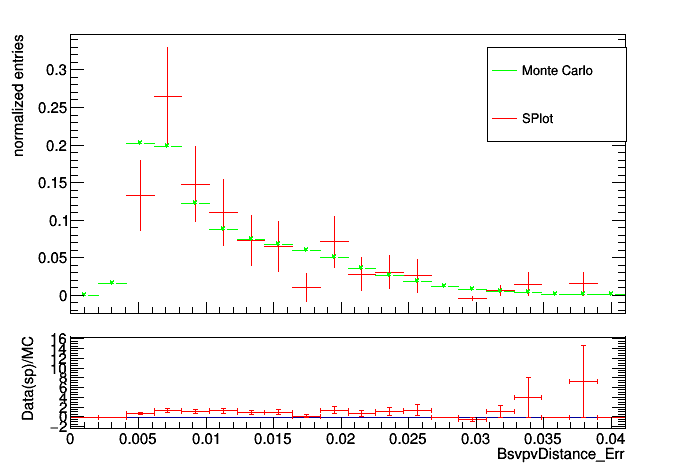 normalized entries
0.3
0.25
0.2
0.15
0.1
0.05
0
Monte Carlo
SPlot
Data(sp)/MC
16
14
12
10
8
6
4
2
0
−2
0 0.005 0.01 0.015 0.02 0.025 0.03 0.035 0.04
BsvpvDistance_Err